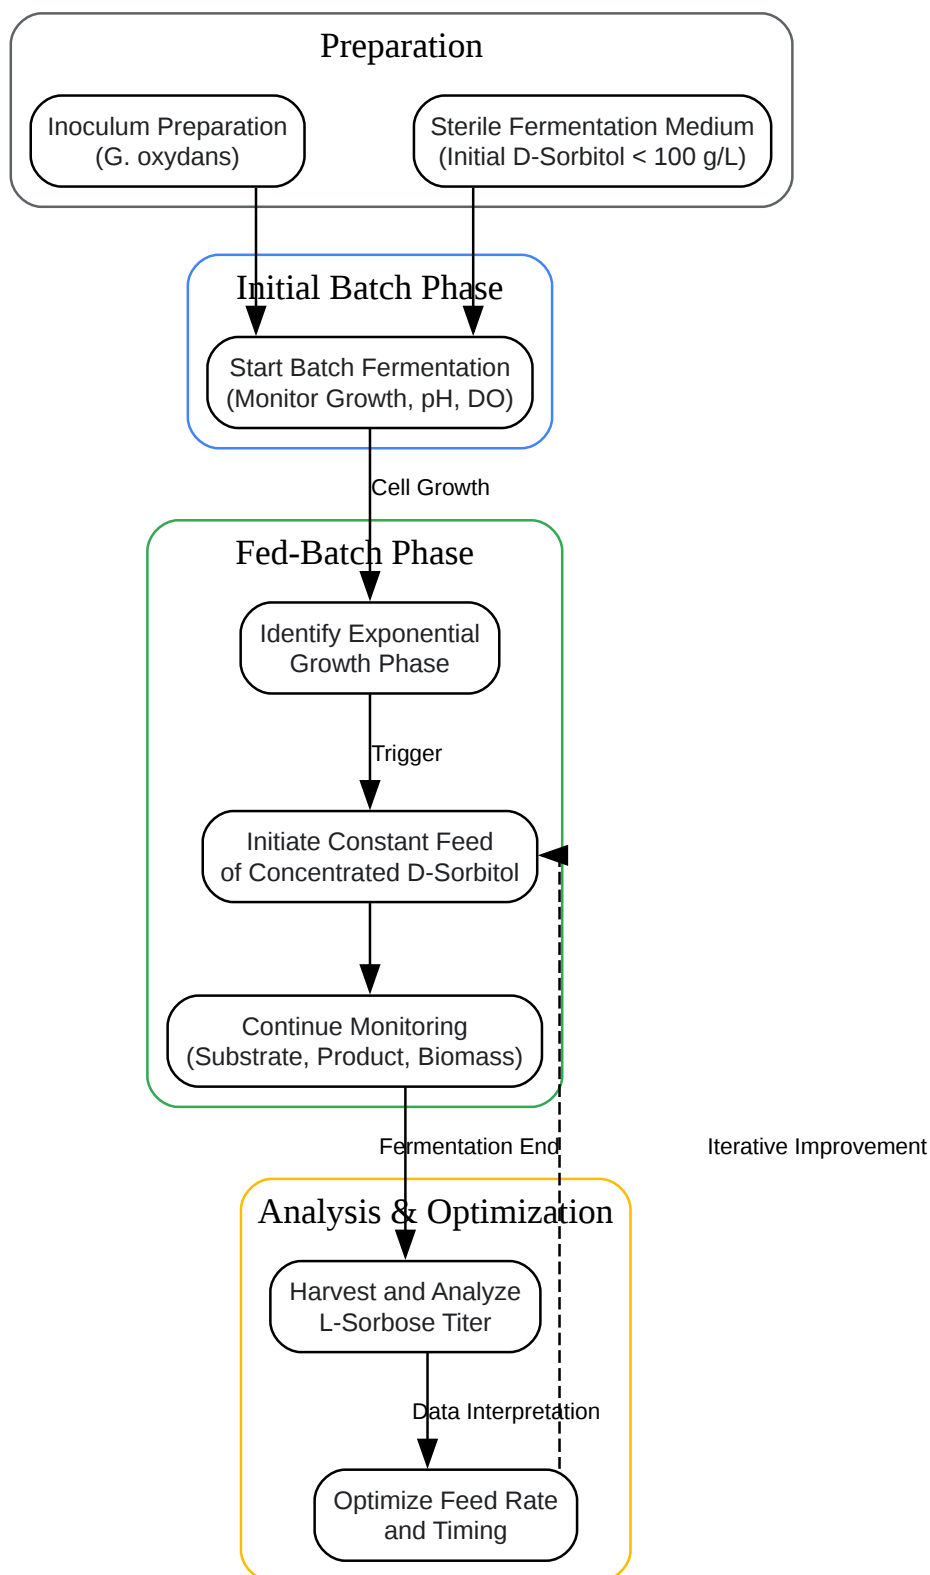 Preparation
Inoculum Preparation
(G. oxydans)
Sterile Fermentation Medium
(Initial D-Sorbitol < 100 g/L)
Initial Batch Phase
Start Batch Fermentation
(Monitor Growth, pH, DO)
Cell Growth
Fed-Batch Phase
Identify Exponential
Growth Phase
Trigger
Initiate Constant Feed
of Concentrated D-Sorbitol
Continue Monitoring
(Substrate, Product, Biomass)
Fermentation End
Iterative Improvement
Analysis & Optimization
Harvest and Analyze
L-Sorbose Titer
Data Interpretation
Optimize Feed Rate
and Timing